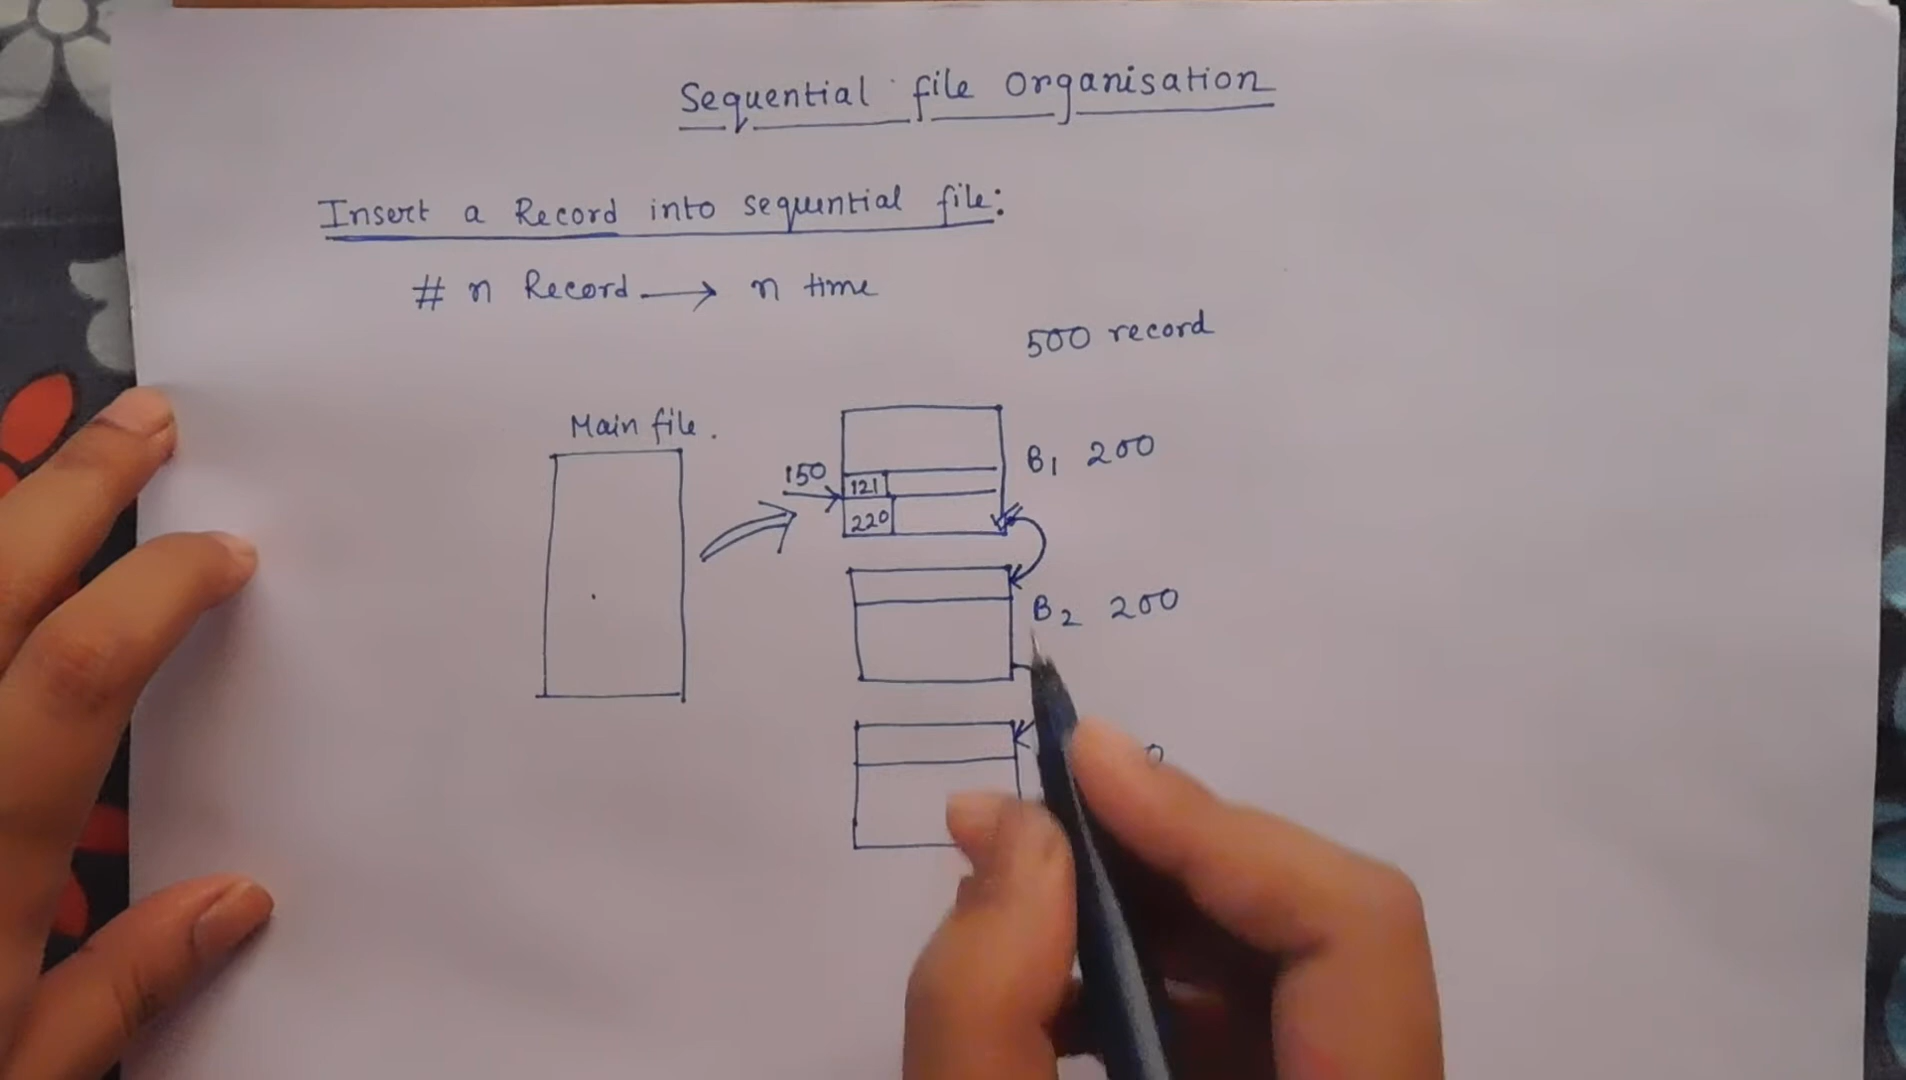 Sequential file Organisation
Insert a Record into sequential file:
# n Record → n time
500 record
Main file.
B1 200
150
121
220
B2 200
0